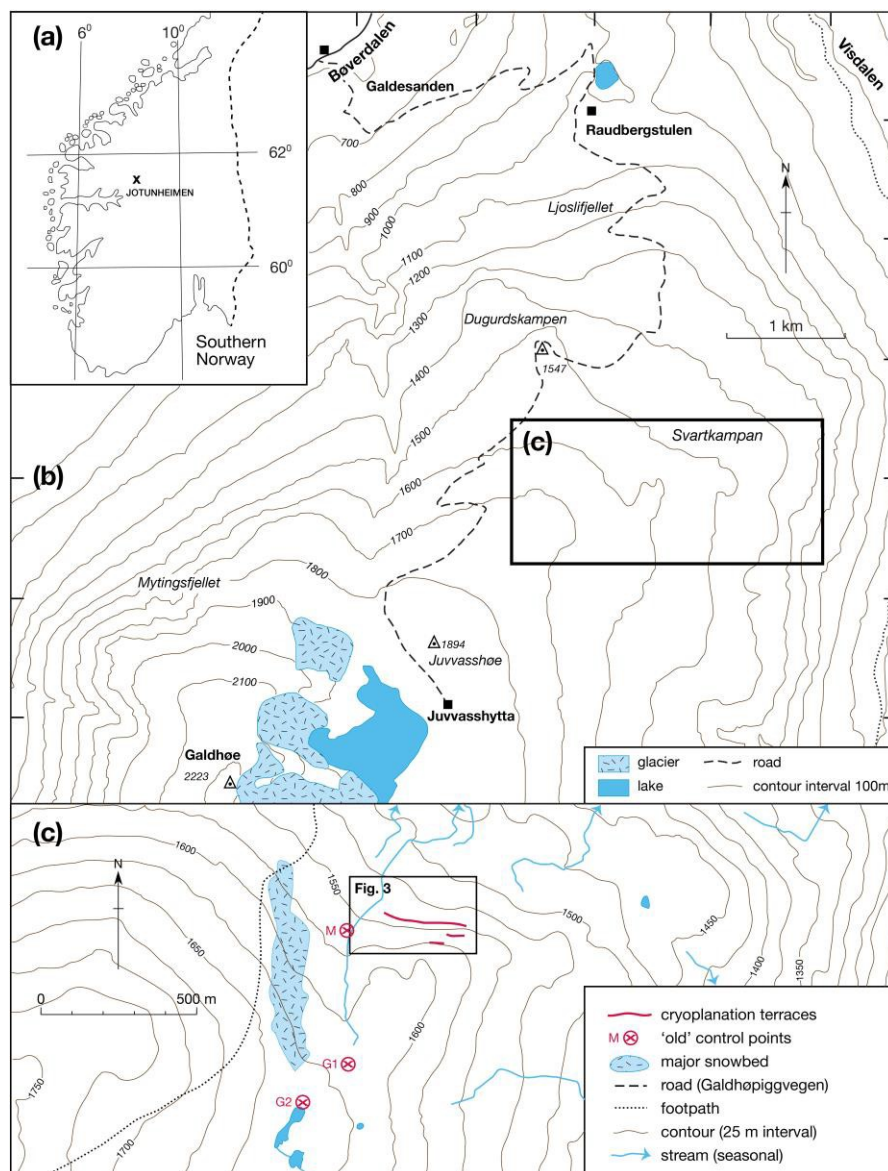 (a)
6⁰
10⁰
62⁰
x
JOTUNHEIMEN
60⁰
Southern
Norway
(b)
Bøverdalen
Galdesanden
Visdalen
Raudbergstulen
700
800
900
1000
Ljoslifjellet
N
1100
1200
1300
Dugurdskampen
1 km
1547
1400
1500
Svartkampan
(c)
1600
1700
Mytingsfjellet
1800
1900
2000
1894
Juvvasshøe
2100
Juvvasshytta
Galdhøe
2223
glacier
road
lake
contour interval 100m
(c)
1600
N
1550
Fig. 3
M
1500
1650
1450
1400
1350
0
500 m
1600
G1
G2
1750
1700
cryoplanation terraces
M
'old' control points
major snowbed
road (Galdhøpiggvegen)
footpath
contour (25 m interval)
stream (seasonal)